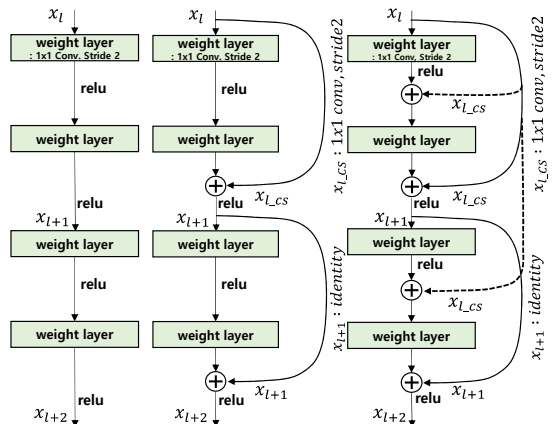 x_l
weight layer
: 1x1 Conv. Stride 2
relu
weight layer
relu
x_{l+1}
weight layer
relu
weight layer
relu
x_{l+2}
x_l
weight layer
: 1x1 Conv. Stride 2
relu
weight layer
x_{l_cs}
relu
x_{l+1}
weight layer
relu
weight layer
x_{l+1}
relu
x_{l+2}
x_{l_cs} : 1x1 conv, stride2
x_{l+1} : identity
x_l
weight layer
: 1x1 Conv, Stride 2
relu
x_{l_cs}
weight layer
x_{l_cs}
relu
x_{l+1}
weight layer
relu
x_{l_cs}
weight layer
x_{l+1}
relu
x_{l+2}
x_{l_cs} : 1x1 conv, stride2
x_{l+1} : identity